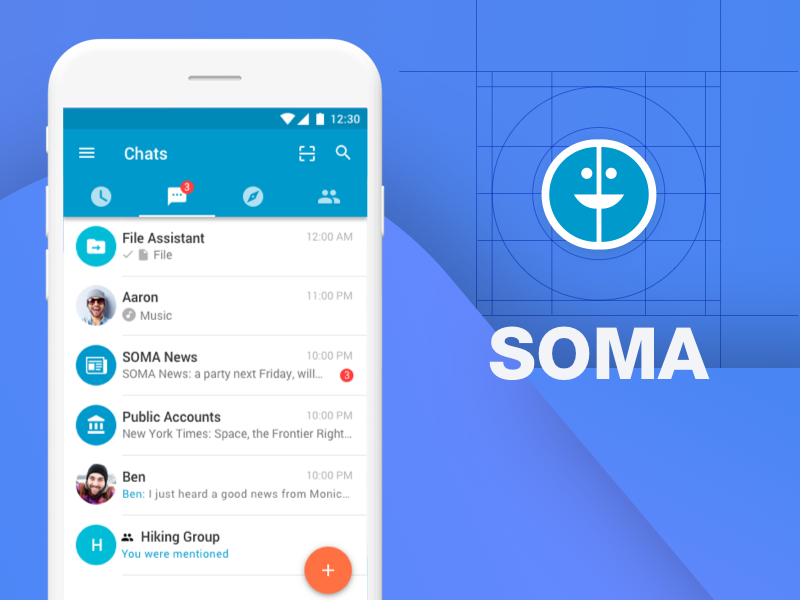 12:30
Chats
3
File Assistant 12:00 AM
File
Aaron 11:00 PM
Music
SOMA News 10:00 PM
SOMA News: a party next Friday, will... 3
Public Accounts 10:00 PM
New York Times: Space, the Frontier Right...
Ben 10:00 PM
Ben: I just heard a good news from Monic...
H Hiking Group
You were mentioned
SOMA